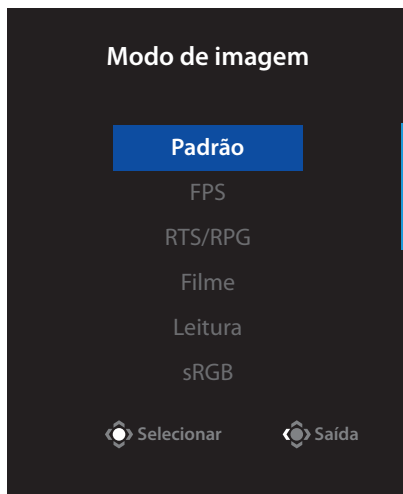 Modo de imagem
Padrão
FPS
RTS/RPG
Filme
Leitura
sRGB
Selecionar Saída